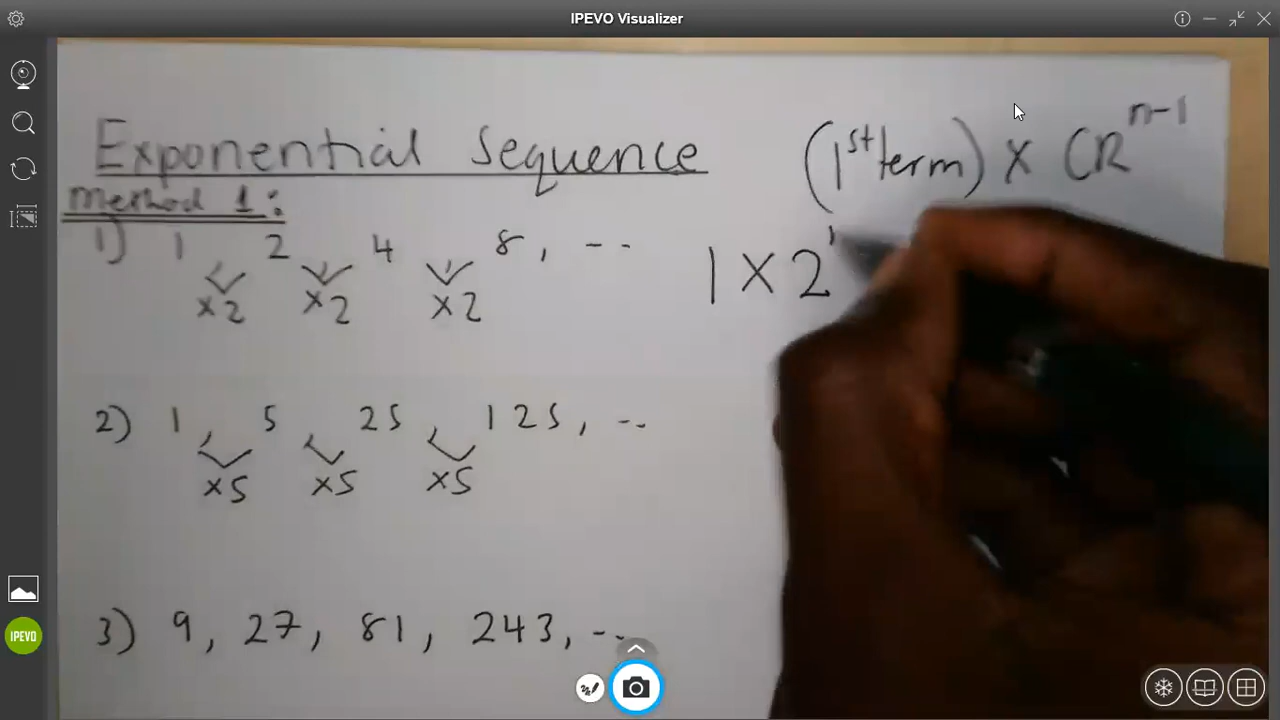 IPEVO Visualizer
Exponential Sequence
(1st term) X CR^n-1
Method 1:
1) 1 2 4 8, - -
x2 x2 x2
1 X 2
2) 1, 5 25, 125, --
x5 x5 x5
3) 9, 27, 81, 243, --
IPEVO